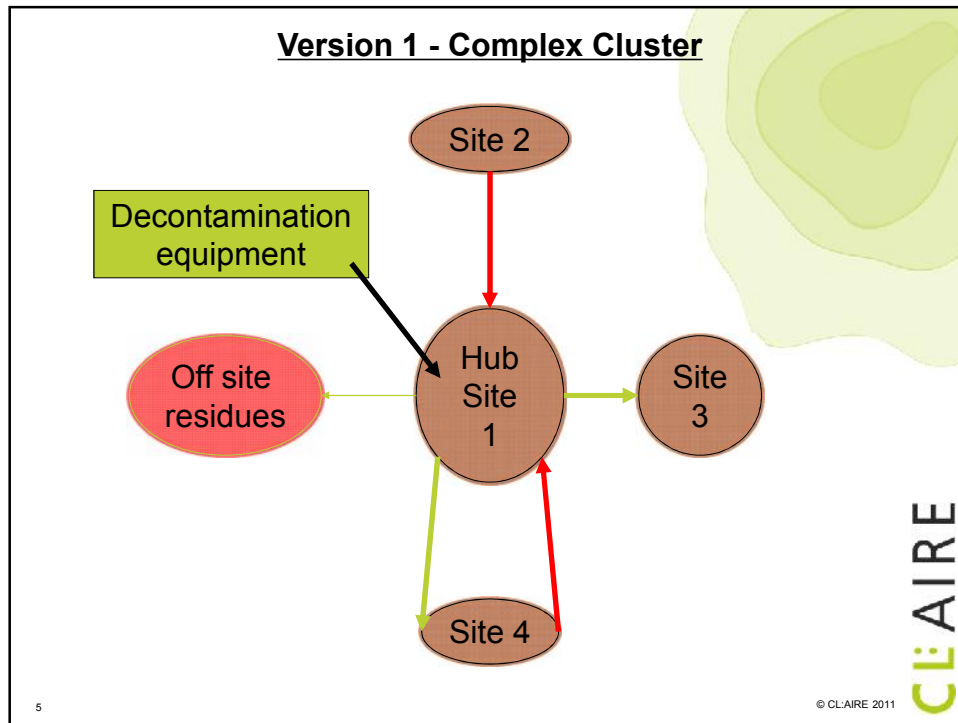 Version 1 - Complex Cluster
Site 2
Decontamination
equipment
Off site
residues
Hub
Site
1
Site
3
Site 4
5
© CL:AIRE 2011
CL:AIRE